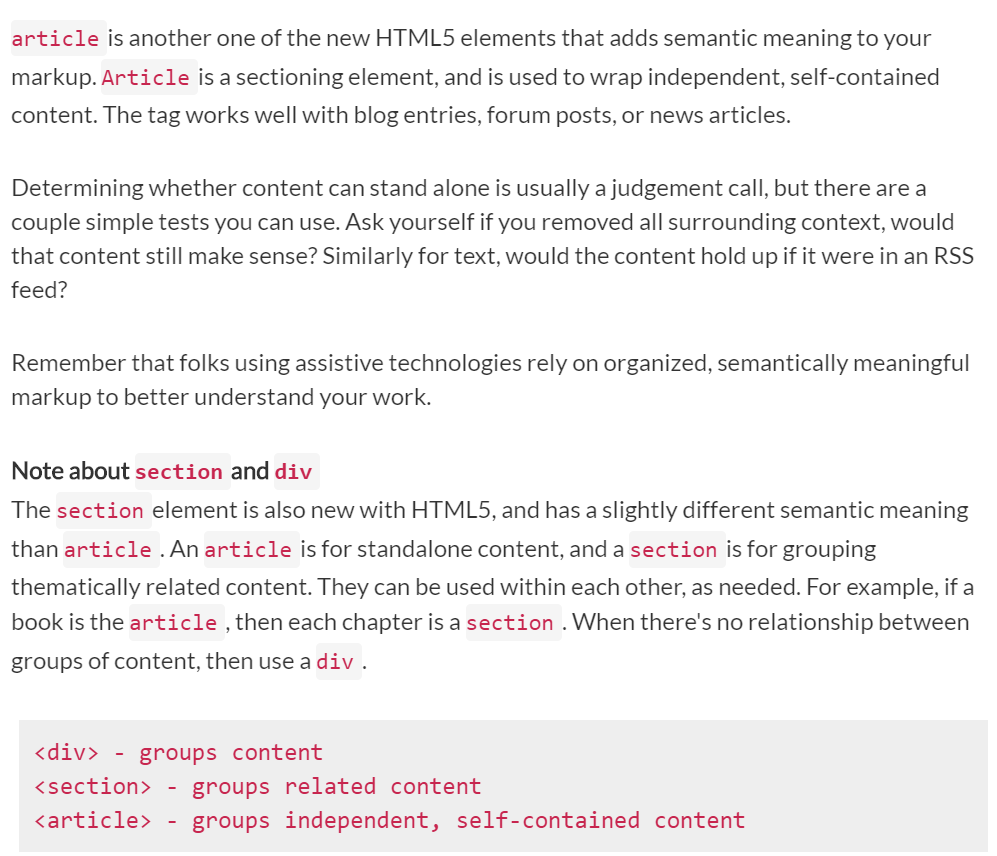 article is another one of the new HTML5 elements that adds semantic meaning to your
markup. Article is a sectioning element, and is used to wrap independent, self-contained
content. The tag works well with blog entries, forum posts, or news articles.
Determining whether content can stand alone is usually a judgement call, but there are a
couple simple tests you can use. Ask yourself if you removed all surrounding context, would
that content still make sense? Similarly for text, would the content hold up if it were in an RSS
feed?
Remember that folks using assistive technologies rely on organized, semantically meaningful
markup to better understand your work.
Note about section and div
The section element is also new with HTML5, and has a slightly different semantic meaning
than article . An article is for standalone content, and a section is for grouping
thematically related content. They can be used within each other, as needed. For example, if a
book is the article , then each chapter is a section . When there's no relationship between
groups of content, then use a div .
<div> - groups content
<section> - groups related content
<article> - groups independent, self-contained content